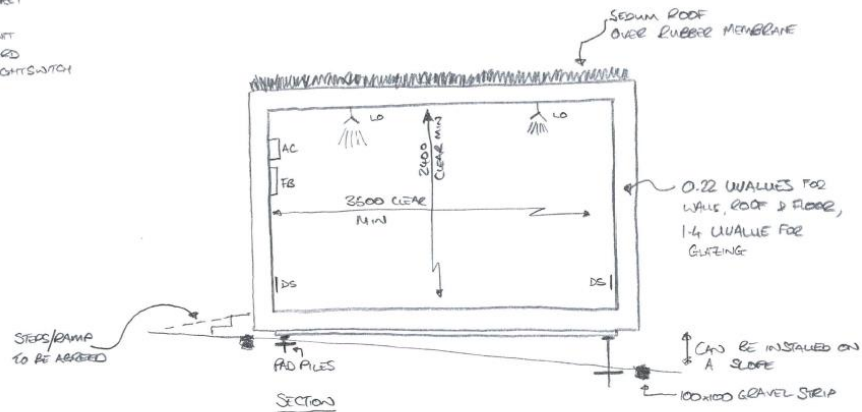 SEDUM ROOF
OVER RUBBER MEMBRANE
LO
LO
AC
FB
2400
CLEAR MIN
3600 CLEAR
MIN
0.22 UVALUES FOR
WALLS, ROOF & FLOOR,
1.4 UVALUE FOR
GLAZING
DS
DS
STEPS/RAMP
TO BE AGREED
PAD PILES
CAN BE INSTALLED ON
A SLOPE
100x100 GRAVEL STRIP
SECTION